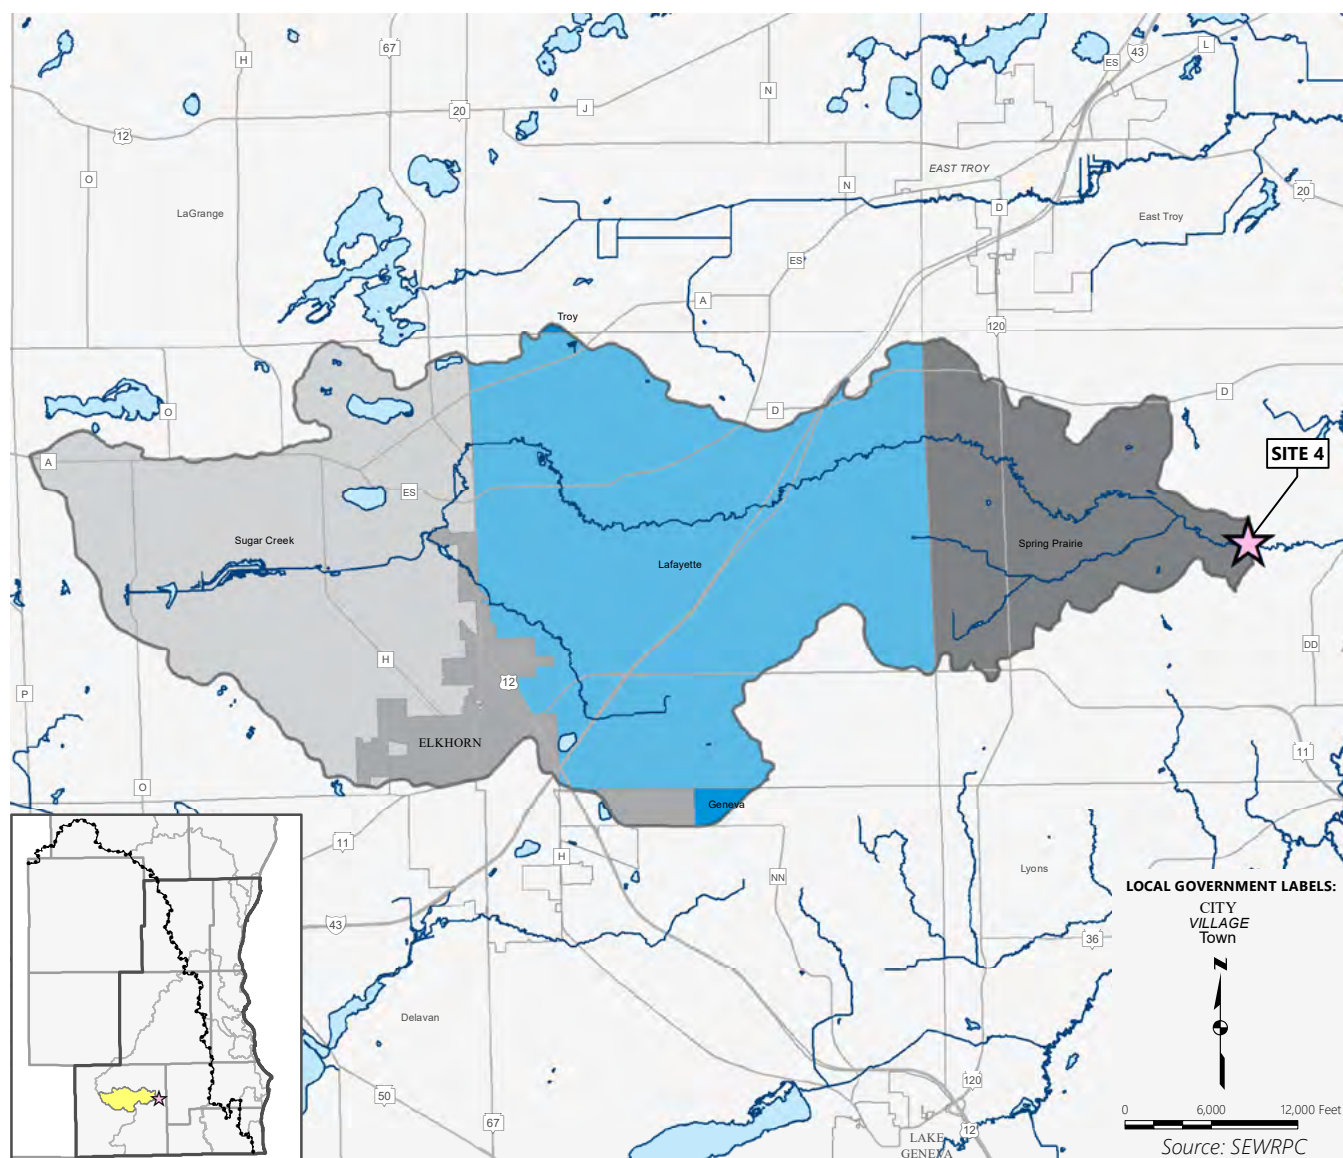 67
H
43
L
ES
N
20
J
12
O
EAST TROY
N
20
D
LaGrange
East Troy
ES
A
Troy
120
D
O
D
SITE 4
A
ES
Sugar Creek
Spring Prairie
Lafayette
DD
H
12
P
ELKHORN
11
O
Geneva
11
H
NN
Lyons
LOCAL GOVERNMENT LABELS:
CITY
VILLAGE
Town
43
36
N
Delavan
120
50
67
12
0 6,000 12,000 Feet
LAKE
GENEVA
Source: SEWRPC